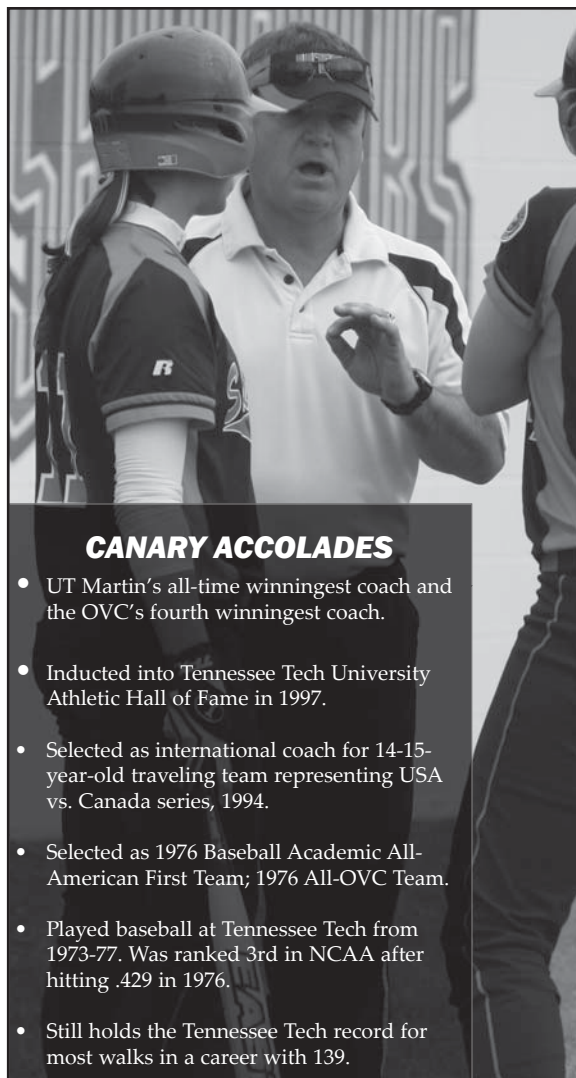 11
R
CANARY ACCOLADES
• UT Martin's all-time winningest coach and
the OVC's fourth winningest coach.
• Inducted into Tennessee Tech University
Athletic Hall of Fame in 1997.
• Selected as international coach for 14-15-
year-old traveling team representing USA
vs. Canada series, 1994.
• Selected as 1976 Baseball Academic All-
American First Team; 1976 All-OVC Team.
• Played baseball at Tennessee Tech from
1973-77. Was ranked 3rd in NCAA after
hitting .429 in 1976.
• Still holds the Tennessee Tech record for
most walks in a career with 139.